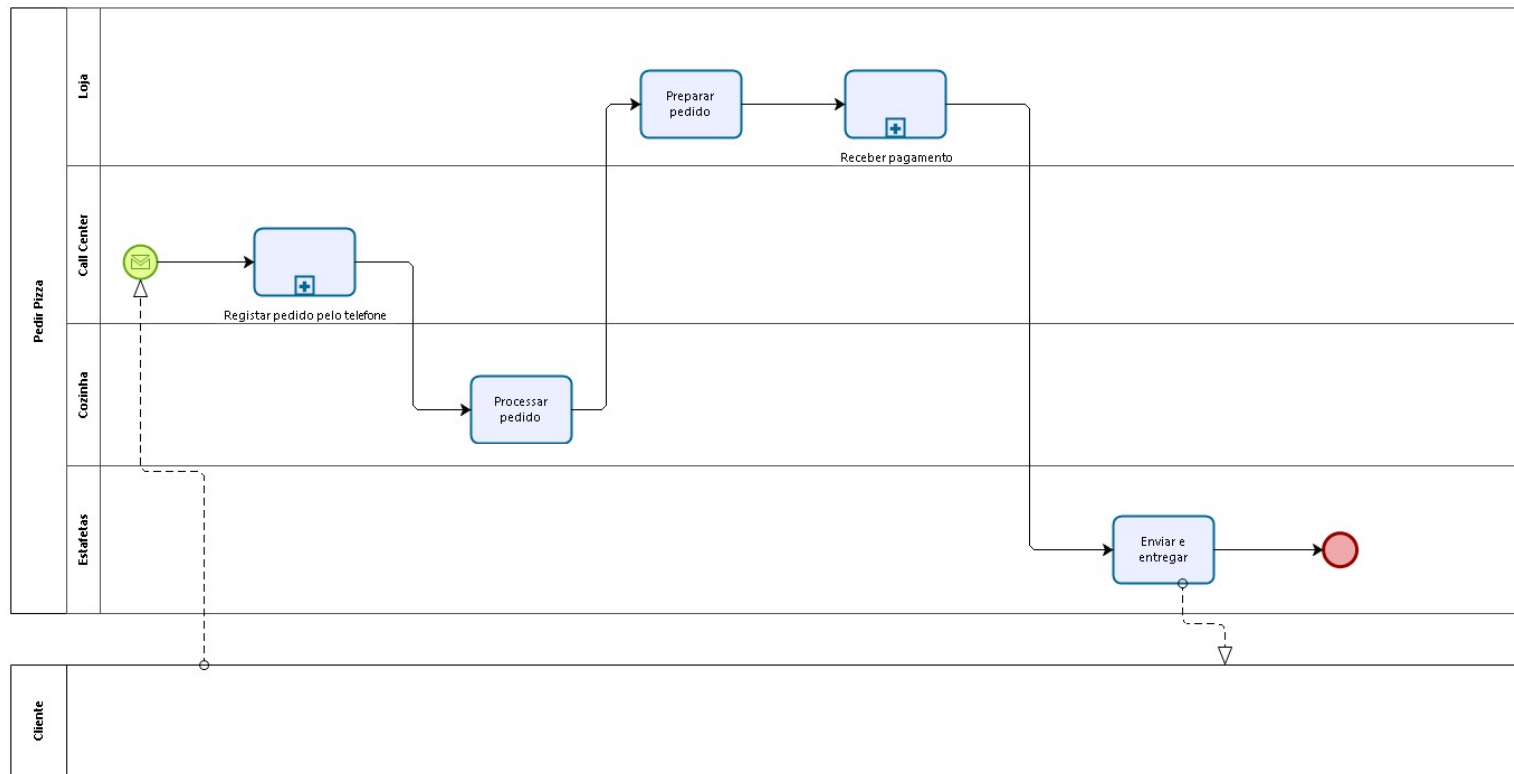 Pedir Pizza
Loja
Preparar
pedido
Receber pagamento
Call Center
Registar pedido pelo telefone
Cozinha
Processar
pedido
Estafetas
Enviar e
entregar
Cliente